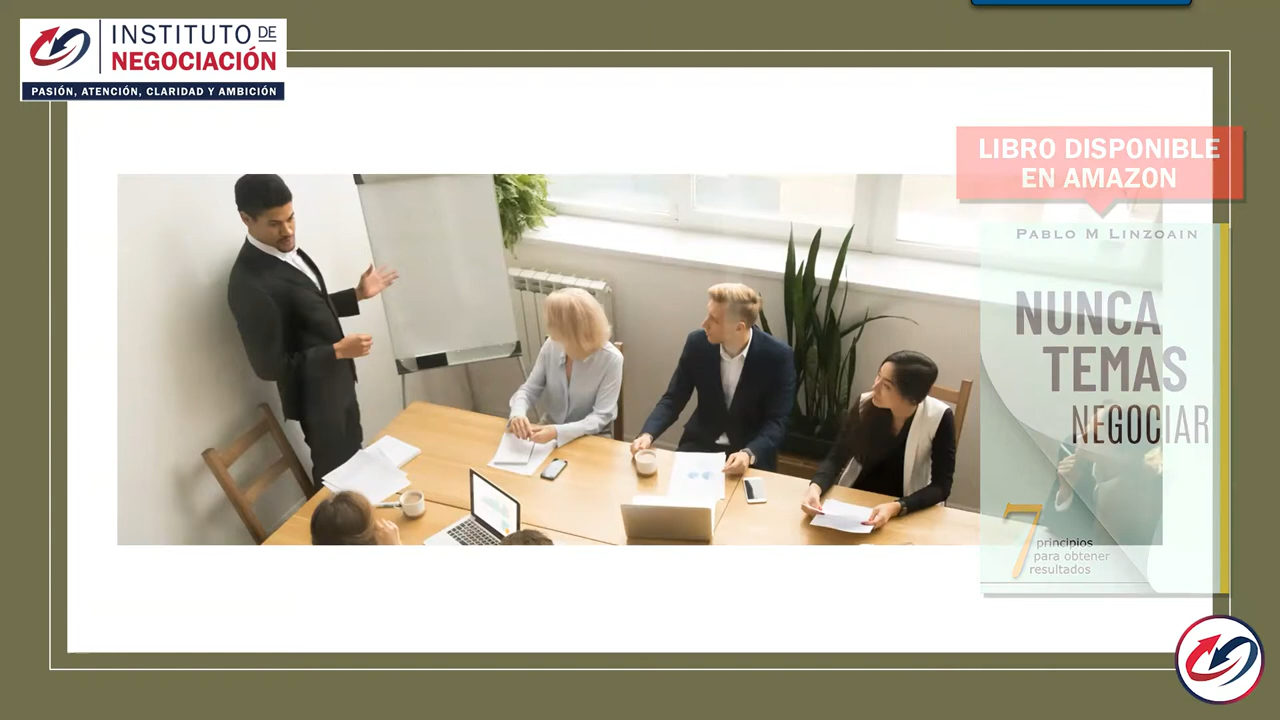 INSTITUTO DE
NEGOCIACIÓN
PASIÓN, ATENCIÓN, CLARIDAD Y AMBICIÓN
LIBRO DISPONIBLE
EN AMAZON
PABLO M LINZOAIN
NUNCA
TEMAS
NEGOCIAR
7 principios
para obtener
resultados